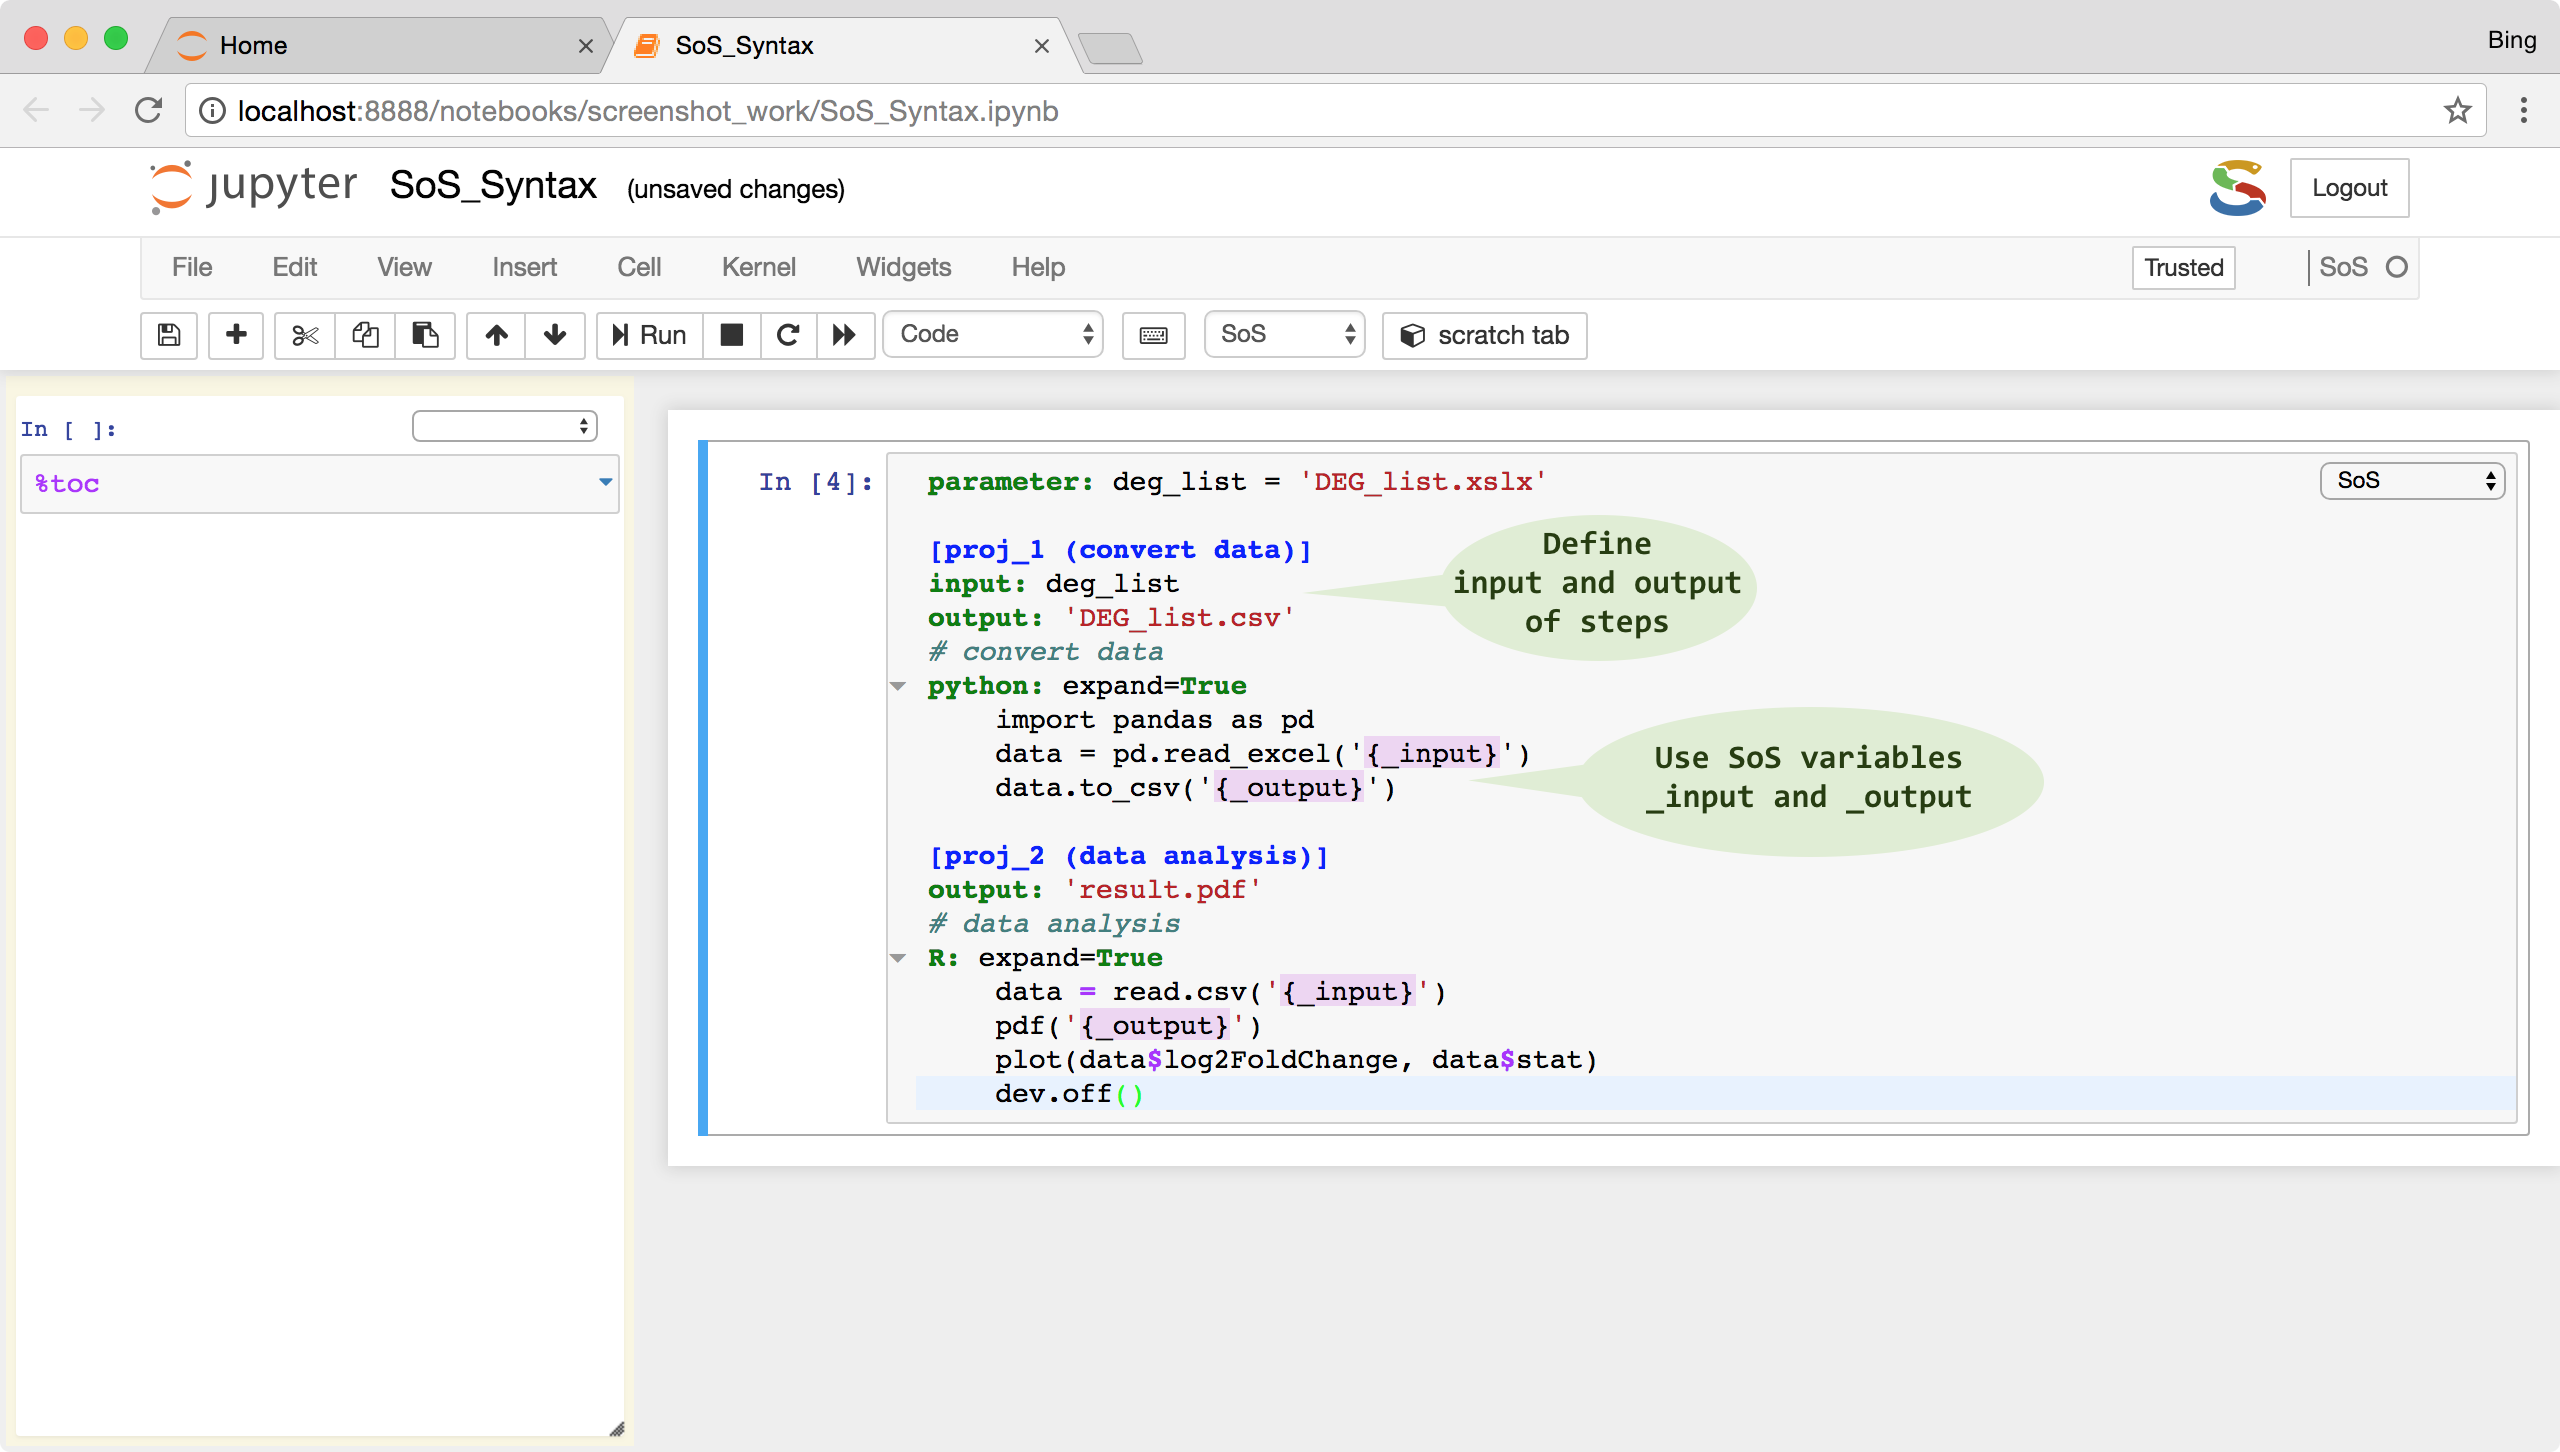 Home
SoS_Syntax
Bing
localhost:8888/notebooks/screenshot_work/SoS_Syntax.ipynb
jupyter SoS_Syntax (unsaved changes)
Logout
File Edit View Insert Cell Kernel Widgets Help
Trusted
SoS
Run
Code
SoS
scratch tab
In [ ]:
%toc
In [4]:
SoS
parameter: deg_list = 'DEG_list.xslx'
[proj_1 (convert data)]
input: deg_list
output: 'DEG_list.csv'
# convert data
python: expand=True
import pandas as pd
data = pd.read_excel('{_input}')
data.to_csv('{_output}')
[proj_2 (data analysis)]
output: 'result.pdf'
# data analysis
R: expand=True
data = read.csv('{_input}')
pdf('{_output}')
plot(data$log2FoldChange, data$stat)
dev.off()
Define
input and output
of steps
Use SoS variables
_input and _output